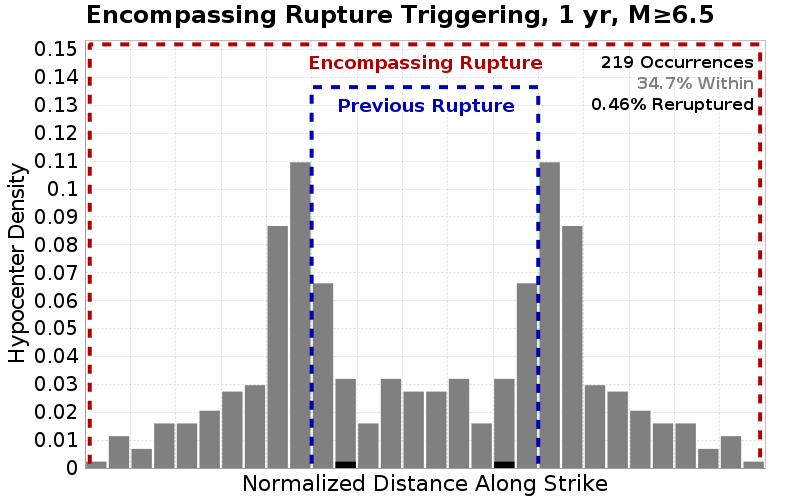 Encompassing Rupture Triggering, 1 yr, M≥6.5
0.15
0.14
0.13
0.12
0.11
0.1
0.09
0.08
0.07
0.06
0.05
0.04
0.03
0.02
0.01
0
Hypocenter Density
Encompassing Rupture
Previous Rupture
219 Occurrences
34.7% Within
0.46% Reruptured
Normalized Distance Along Strike